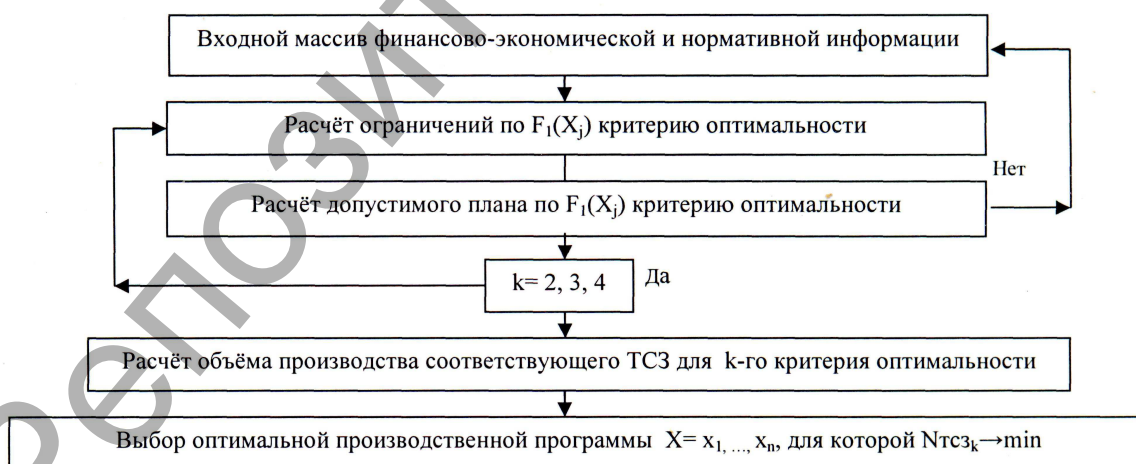 Входной массив финансово-экономической и нормативной информации
Расчёт ограничений по F₁(Xⱼ) критерию оптимальности
Нет
Расчёт допустимого плана по F₁(Xⱼ) критерию оптимальности
k= 2, 3, 4
Да
Расчёт объёма производства соответствующего ТСЗ для k-го критерия оптимальности
Выбор оптимальной производственной программы X= x₁, ..., xₙ, для которой Nтсзₖ→min
Репозит